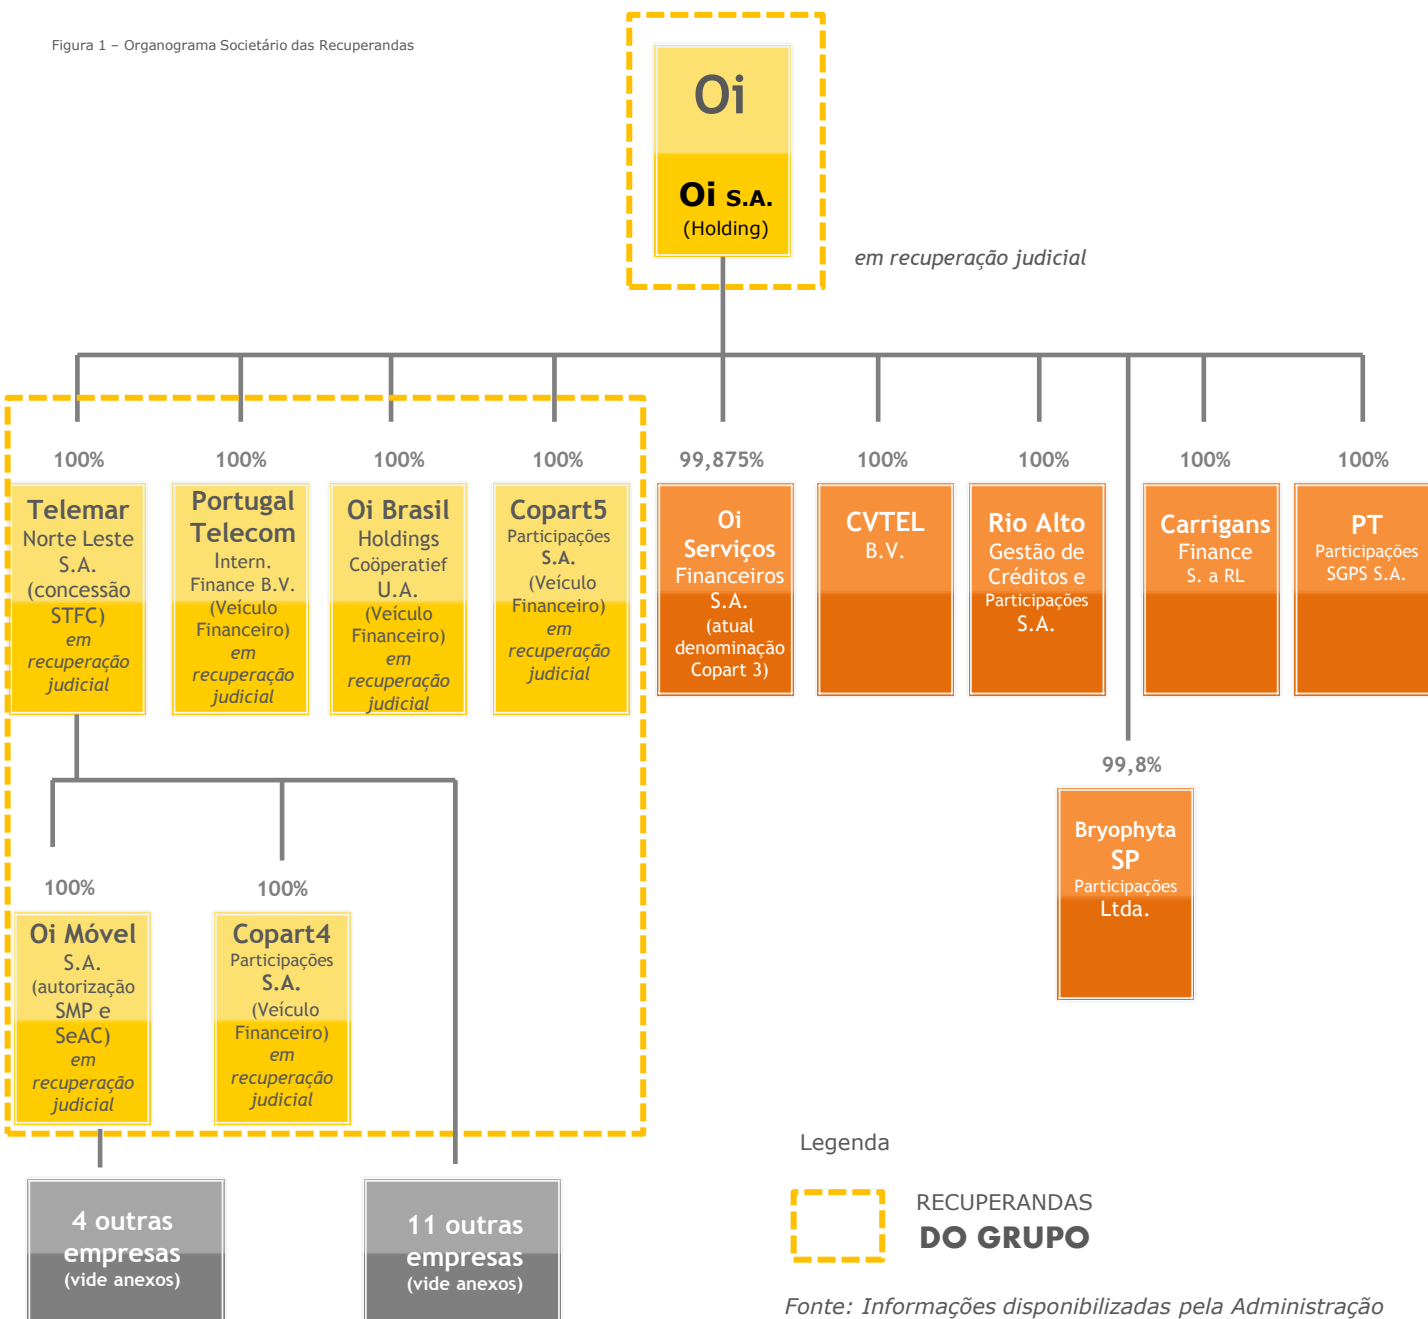 Figura 1 – Organograma Societário das Recuperandas
Oi
Oi S.A.
(Holding)
em recuperação judicial
100%
Telemar
Norte Leste
S.A.
(concessão
STFC)
em
recuperação
judicial
100%
Portugal
Telecom
Intern.
Finance B.V.
(Veículo
Financeiro)
em
recuperação
judicial
100%
Oi Brasil
Holdings
Coöperatief
U.A.
(Veículo
Financeiro)
em
recuperação
judicial
100%
Copart5
Participações
S.A.
(Veículo
Financeiro)
em
recuperação
judicial
99,875%
Oi
Serviços
Financeiros
S.A.
(atual
denominação
Copart 3)
100%
CVTEL
B.V.
100%
Rio Alto
Gestão de
Créditos e
Participações
S.A.
100%
Carrigans
Finance
S. a RL
100%
PT
Participações
SGPS S.A.
99,8%
Bryophyta
SP
Participações
Ltda.
100%
Oi Móvel
S.A.
(autorização
SMP e
SeAC)
em
recuperação
judicial
100%
Copart4
Participações
S.A.
(Veículo
Financeiro)
em
recuperação
judicial
4 outras
empresas
(vide anexos)
11 outras
empresas
(vide anexos)
Legenda
RECUPERANDAS
DO GRUPO
Fonte: Informações disponibilizadas pela Administração